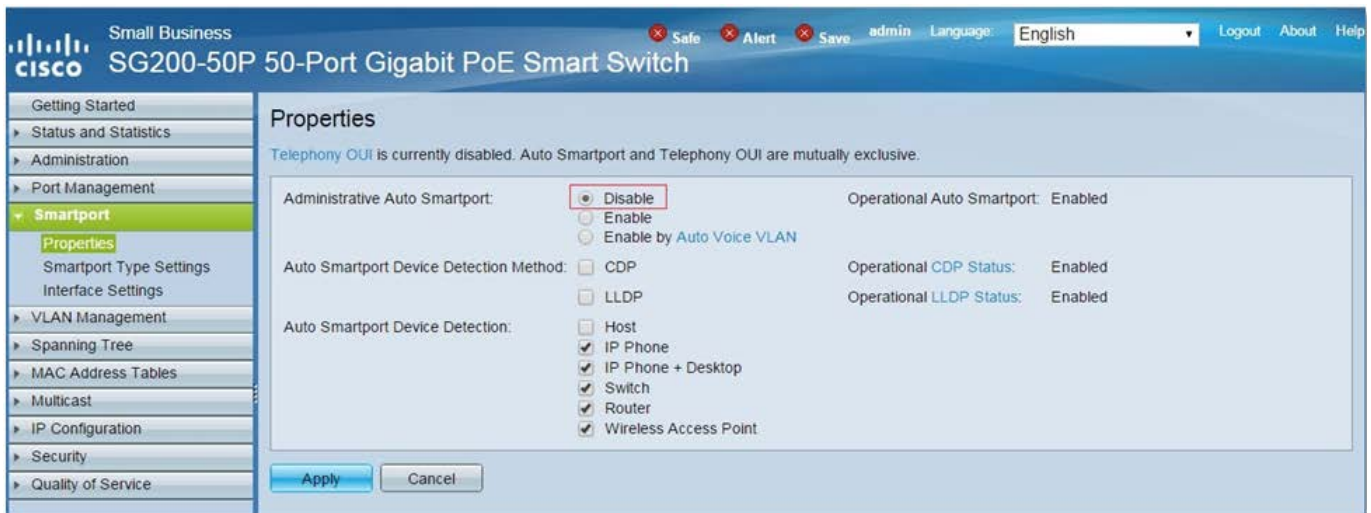 Small Business
Safe Alert Save admin Language: English Logout About Help
CISCO SG200-50P 50-Port Gigabit PoE Smart Switch
Getting Started
Status and Statistics
Administration
Port Management
Smartport
Properties
Smartport Type Settings
Interface Settings
VLAN Management
Spanning Tree
MAC Address Tables
Multicast
IP Configuration
Security
Quality of Service
Properties
Telephony OUI is currently disabled. Auto Smartport and Telephony OUI are mutually exclusive.
Administrative Auto Smartport: Disable Operational Auto Smartport: Enabled
Enable
Enable by Auto Voice VLAN
Auto Smartport Device Detection Method: CDP Operational CDP Status: Enabled
LLDP Operational LLDP Status: Enabled
Auto Smartport Device Detection: Host
IP Phone
IP Phone + Desktop
Switch
Router
Wireless Access Point
Apply Cancel